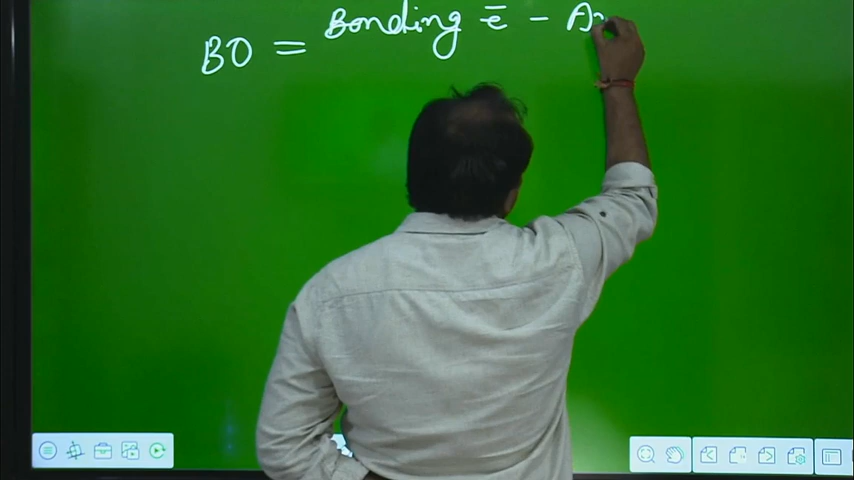 BO = Bonding ē - A